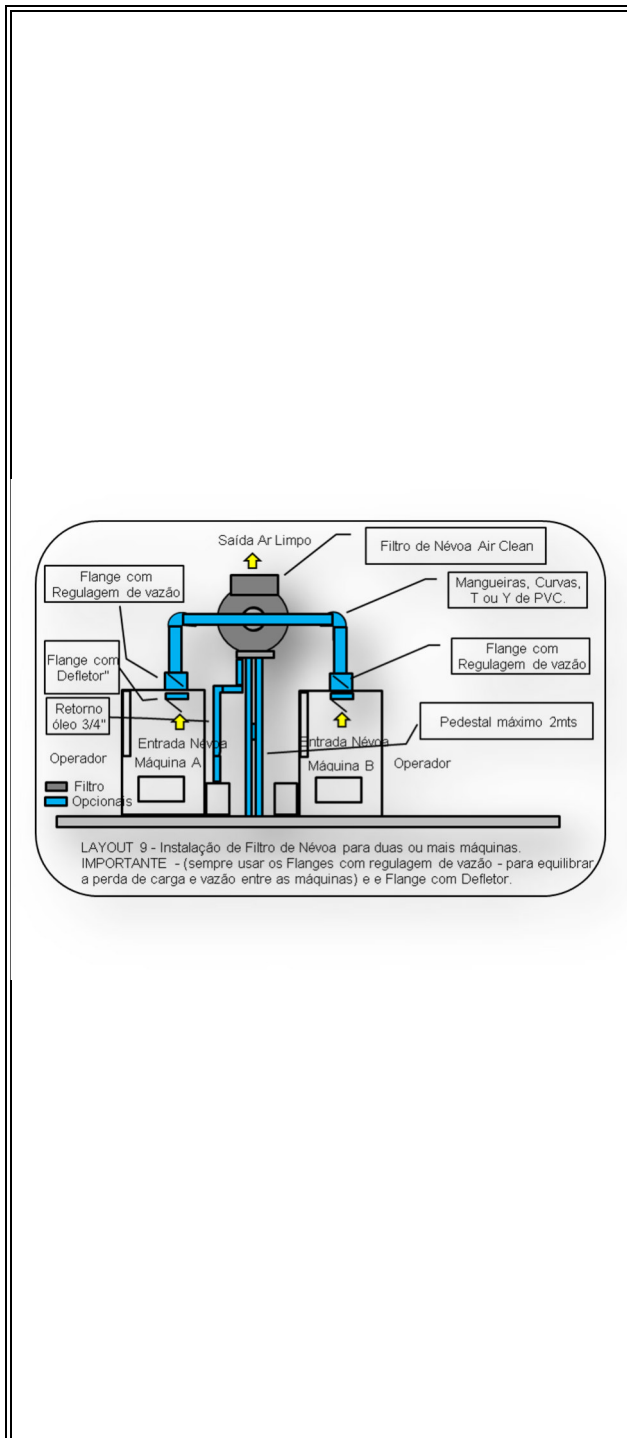 Saída Ar Limpo
Filtro de Névoa Air Clean
Flange com
Regulagem de vazão
Mangueiras, Curvas,
T ou Y de PVC.
Flange com
Defletor"
Flange com
Regulagem de vazão
Retorno
óleo 3/4"
Pedestal máximo 2mts
Entrada Névoa
Entrada Névoa
Operador
Máquina A
Máquina B
Operador
Filtro
Opcionais
LAYOUT 9 - Instalação de Filtro de Névoa para duas ou mais máquinas.
IMPORTANTE - (sempre usar os Flanges com regulagem de vazão - para equilibrar
a perda de carga e vazão entre as máquinas) e e Flange com Defletor.